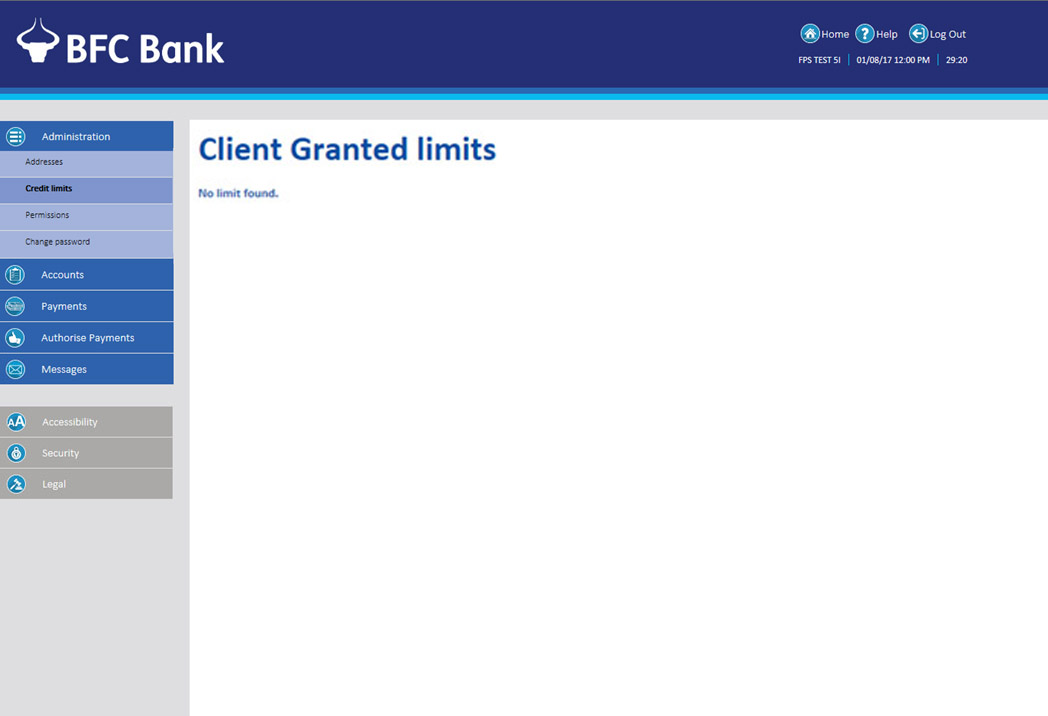 BFC Bank
Home Help Log Out
FPS TEST 5I 01/08/17 12:00 PM 29:20
Administration
Addresses
Credit limits
Permissions
Change password
Accounts
Payments
Authorise Payments
Messages
AA Accessibility
Security
Legal
Client Granted limits
No limit found.